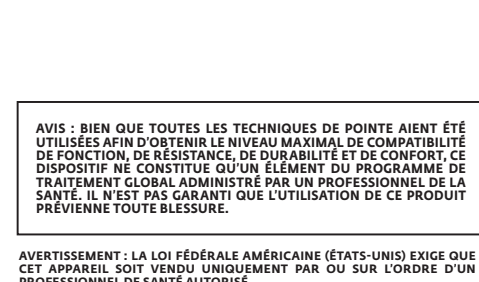 AVIS : BIEN QUE TOUTES LES TECHNIQUES DE POINTE AIENT ÉTÉ
UTILISÉES AFIN D'OBTENIR LE NIVEAU MAXIMAL DE COMPATIBILITÉ
DE FONCTION, DE RÉSISTANCE, DE DURABILITÉ ET DE CONFORT, CE
DISPOSITIF NE CONSTITUE QU'UN ÉLÉMENT DU PROGRAMME DE
TRAITEMENT GLOBAL ADMINISTRÉ PAR UN PROFESSIONNEL DE LA
SANTÉ. IL N'EST PAS GARANTI QUE L'UTILISATION DE CE PRODUIT
PRÉVIENNE TOUTE BLESSURE.
AVERTISSEMENT : LA LOI FÉDÉRALE AMÉRICAINE (ÉTATS-UNIS) EXIGE QUE
CET APPAREIL SOIT VENDU UNIQUEMENT PAR OU SUR L'ORDRE D'UN
PROFESSIONNEL DE SANTÉ AUTORISÉ.